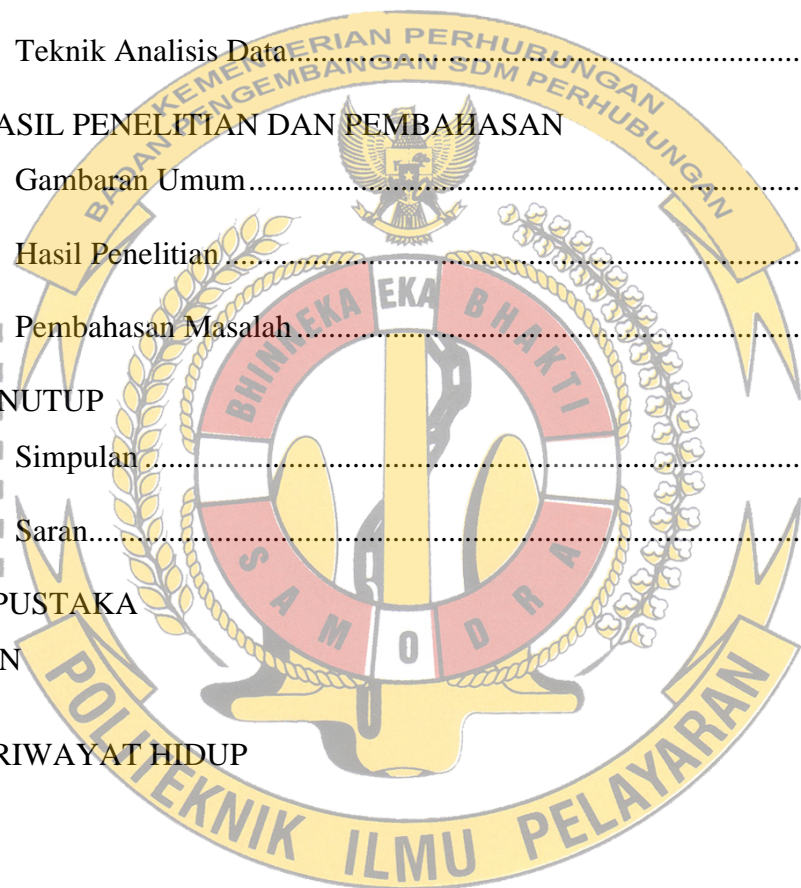 KEMENTERIAN PERHUBUNGAN
BADAN PENGEMBANGAN SDM PERHUBUNGAN
Teknik Analisis Data
ASIL PENELITIAN DAN PEMBAHASAN
Gambaran Umum
Hasil Penelitian
BHINNEKA EKA BHAKTI
Pembahasan Masalah
NUTUP
Simpulan
Saran
SAMODRA
PUSTAKA
N
RIWAYAT HIDUP
POLITEKNIK ILMU PELAYARAN